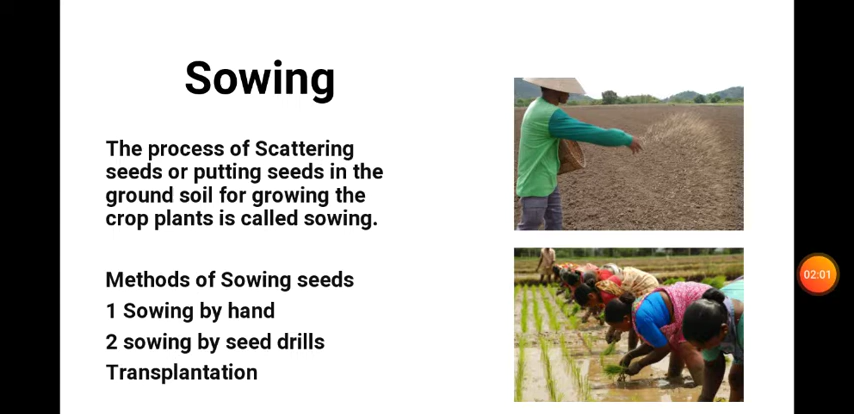 Sowing
The process of Scattering
seeds or putting seeds in the
ground soil for growing the
crop plants is called sowing.
Methods of Sowing seeds
1 Sowing by hand
2 sowing by seed drills
Transplantation
02:01